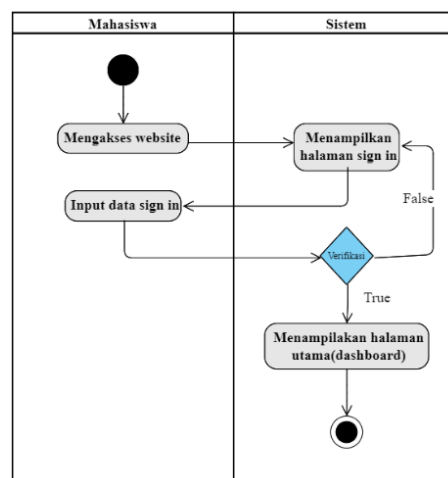 Mahasiswa
Sistem
Mengakses website
Menampilkan
halaman sign in
Input data sign in
False
Verifikasi
True
Menampilakan halaman
utama(dashboard)